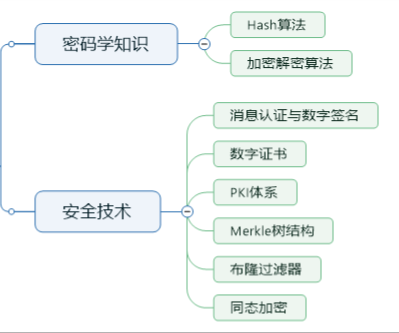 密码学知识
Hash算法
加密解密算法
安全技术
消息认证与数字签名
数字证书
PKI体系
Merkle树结构
布隆过滤器
同态加密